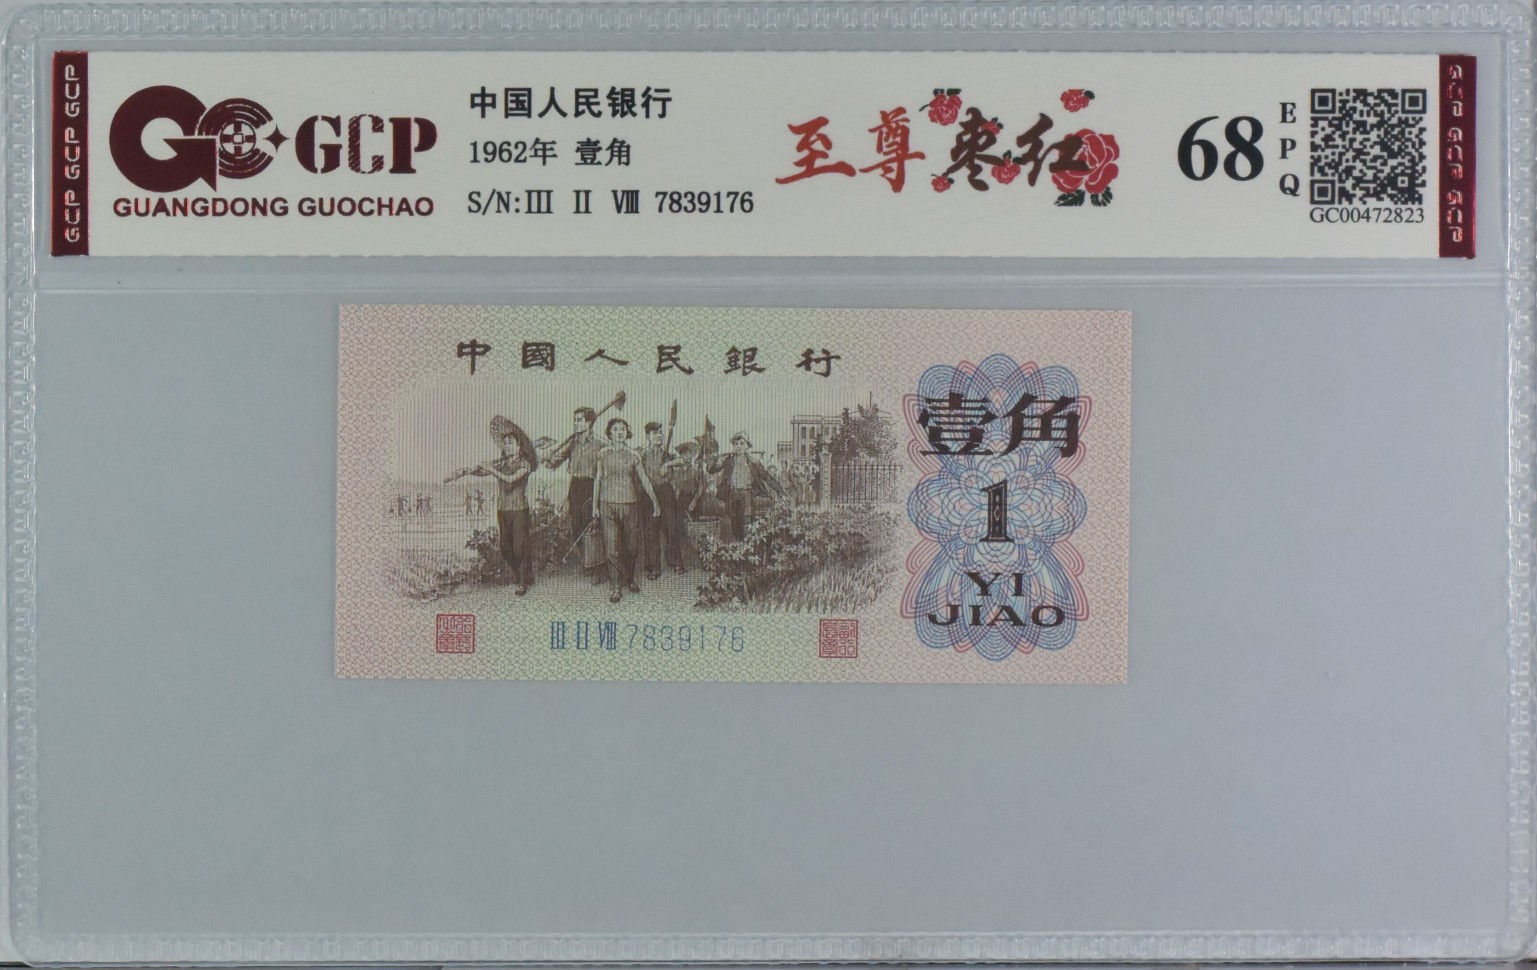 GCP GCP GCP
GCP
GUANGDONG GUOCHAO
中国人民银行
1962年 壹角
S/N:Ⅲ Ⅱ Ⅷ 7839176
至尊枣红
68
EPQ
GC00472823
GCP GCP GCP
中國人民銀行
壹角
1
YI
JIAO
Ⅲ Ⅱ Ⅷ 7839176